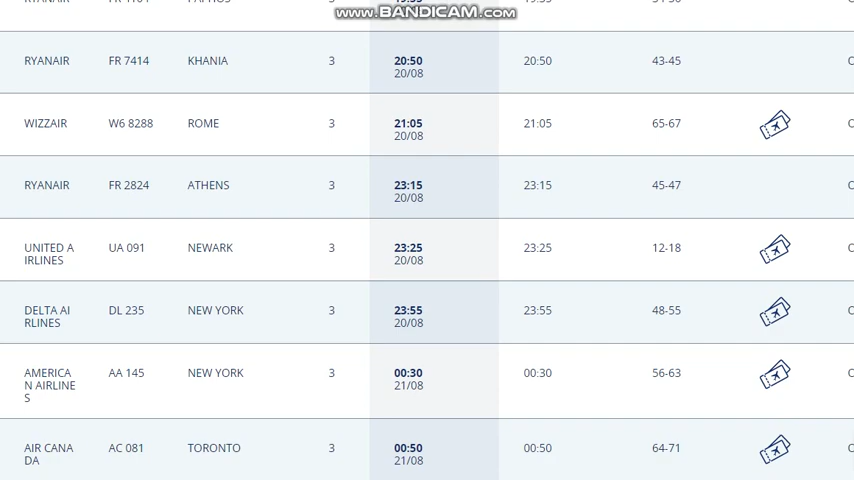 www.BANDICAM.com
RYANAIR FR 7414 KHANIA 3 20:50 20:50 43-45
20/08
WIZZAIR W6 8288 ROME 3 21:05 21:05 65-67
20/08
RYANAIR FR 2824 ATHENS 3 23:15 23:15 45-47
20/08
UNITED A UA 091 NEWARK 3 23:25 23:25 12-18
IRLINES 20/08
DELTA AI DL 235 NEW YORK 3 23:55 23:55 48-55
RLINES 20/08
AMERICA AA 145 NEW YORK 3 00:30 00:30 56-63
N AIRLINE 21/08
S
AIR CANA AC 081 TORONTO 3 00:50 00:50 64-71
DA 21/08